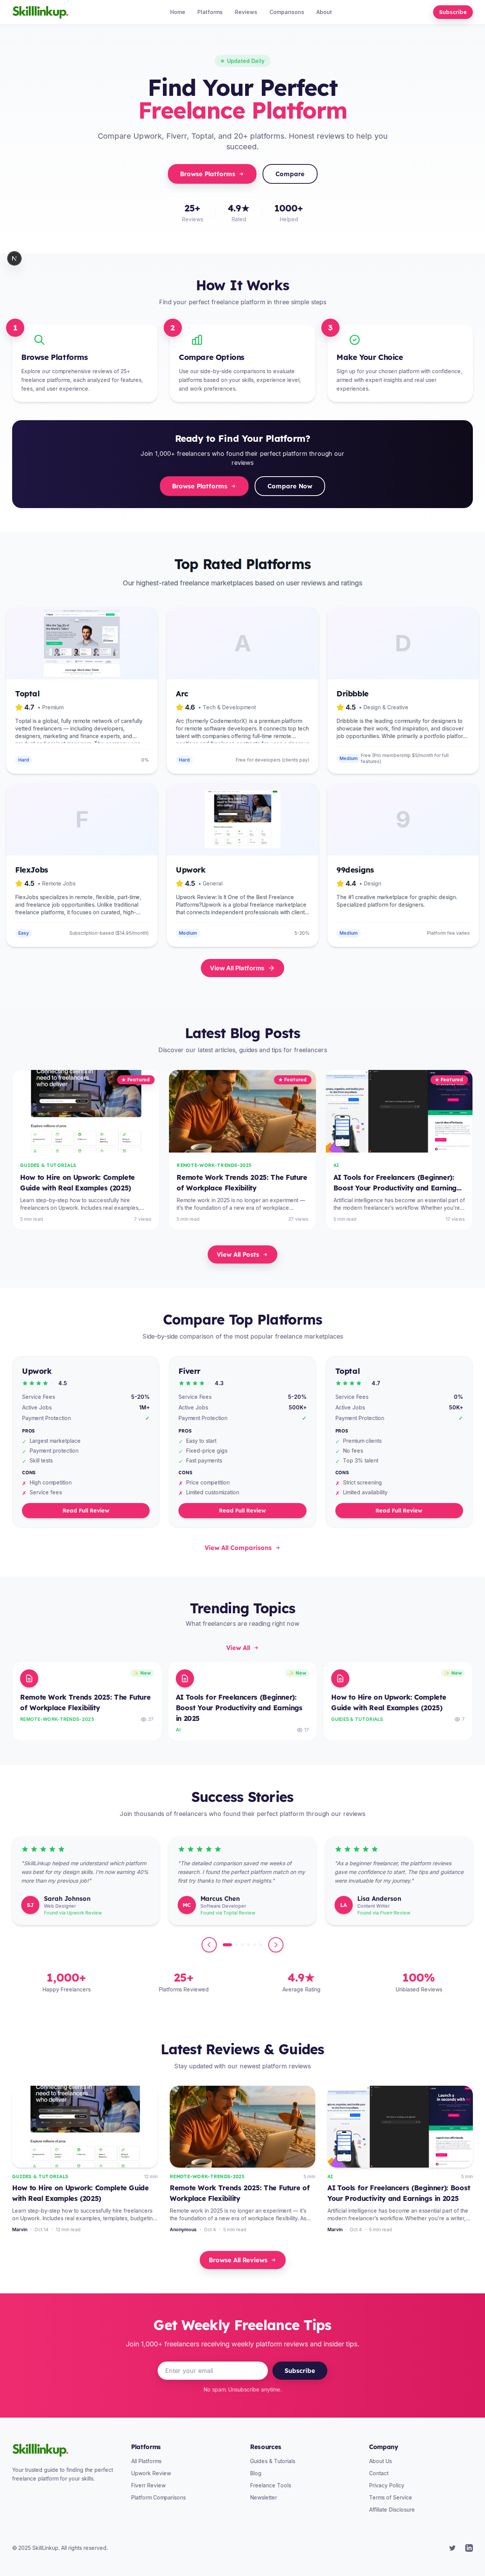 Skilllinkup.
Home Platforms Reviews Comparisons About
Subscribe
Updated Daily
Find Your Perfect
Freelance Platform
Compare Upwork, Fiverr, Toptal, and 20+ platforms. Honest reviews to help you
succeed.
Browse Platforms →
Compare
25+ 4.9★ 1000+
Reviews Rated Helped
N
How It Works
Find your perfect freelance platform in three simple steps
1 2 3
Browse Platforms
Explore our comprehensive reviews of 25+
freelance platforms, each analyzed for features,
fees, and user experience.
Compare Options
Use our side-by-side comparisons to evaluate
platforms based on your skills, experience level,
and work preferences.
Make Your Choice
Sign up for your chosen platform with confidence,
armed with expert insights and real user
experiences.
Ready to Find Your Platform?
Join 1,000+ freelancers who found their perfect platform through our
reviews
Browse Platforms →
Compare Now
Top Rated Platforms
Our highest-rated freelance marketplaces based on user reviews and ratings
A
D
Toptal
4.7 • Premium
Toptal is a global, fully remote network of carefully
vetted freelancers — including developers,
designers, marketing and finance experts, and
Hard 0%
Arc
4.6 • Tech & Development
Arc (formerly CodementorX) is a premium platform
for remote software developers. It connects top tech
talent with companies offering full-time remote
Hard Free for developers (clients pay)
Dribbble
4.5 • Design & Creative
Dribbble is the leading community for designers to
showcase their work, find inspiration, and discover
job opportunities. While primarily a portfolio platfor...
Medium Free (Pro membership $5/month for full
features)
F
9
FlexJobs
4.5 • Remote Jobs
FlexJobs specializes in remote, flexible, part-time,
and freelance job opportunities. Unlike traditional
freelance platforms, it focuses on curated, high-...
Easy Subscription-based ($14.95/month)
Upwork
4.5 • General
Upwork Review: Is It One of the Best Freelance
Platforms?Upwork is a global freelance marketplace
that connects independent professionals with client...
Medium 5-20%
99designs
4.4 • Design
The #1 creative marketplace for graphic design.
Specialized platform for designers.
Medium Platform fee varies
View All Platforms →
Latest Blog Posts
Discover our latest articles, guides and tips for freelancers
★ Featured
★ Featured
★ Featured
GUIDES & TUTORIALS
How to Hire on Upwork: Complete
Guide with Real Examples (2025)
Learn step-by-step how to successfully hire
freelancers on Upwork. Includes real examples,...
5 min read 7 views
REMOTE-WORK-TRENDS-2025
Remote Work Trends 2025: The Future
of Workplace Flexibility
Remote work in 2025 is no longer an experiment —
it's the foundation of a new era of workplace...
5 min read 37 views
AI
AI Tools for Freelancers (Beginner):
Boost Your Productivity and Earning...
Artificial intelligence has become an essential part of
the modern freelancer's workflow. Whether you're...
5 min read 17 views
View All Posts →
Compare Top Platforms
Side-by-side comparison of the most popular freelance marketplaces
Upwork
★ ★ ★ ★ 4.5
Service Fees 5-20%
Active Jobs 1M+
Payment Protection ✓
PROS
✓ Largest marketplace
✓ Payment protection
✓ Skill tests
CONS
✗ High competition
✗ Service fees
Read Full Review
Fiverr
★ ★ ★ ★ 4.3
Service Fees 5-20%
Active Jobs 500K+
Payment Protection ✓
PROS
✓ Easy to start
✓ Fixed-price gigs
✓ Fast payments
CONS
✗ Price competition
✗ Limited customization
Read Full Review
Toptal
★ ★ ★ ★ 4.7
Service Fees 0%
Active Jobs 50K+
Payment Protection ✓
PROS
✓ Premium clients
✓ No fees
✓ Top 3% talent
CONS
✗ Strict screening
✗ Limited availability
Read Full Review
View All Comparisons →
Trending Topics
What freelancers are reading right now
View All →
✨ New
Remote Work Trends 2025: The Future
of Workplace Flexibility
REMOTE-WORK-TRENDS-2025 37
✨ New
AI Tools for Freelancers (Beginner):
Boost Your Productivity and Earnings
in 2025
AI 17
✨ New
How to Hire on Upwork: Complete
Guide with Real Examples (2025)
GUIDES & TUTORIALS 7
Success Stories
Join thousands of freelancers who found their perfect platform through our reviews
★ ★ ★ ★ ★
"SkillLinkup helped me understand which platform
was best for my design skills. I'm now earning 40%
more than my previous job!"
SJ
Sarah Johnson
Web Designer
Found via Upwork Review
★ ★ ★ ★ ★
"The detailed comparison saved me weeks of
research. I found the perfect platform match on my
first try thanks to their expert insights."
MC
Marcus Chen
Software Developer
Found via Toptal Review
★ ★ ★ ★ ★
"As a beginner freelancer, the platform reviews
gave me confidence to start. The tips and guidance
were invaluable for my journey."
LA
Lisa Anderson
Content Writer
Found via Fiverr Review
1,000+ 25+ 4.9★ 100%
Happy Freelancers Platforms Reviewed Average Rating Unbiased Reviews
Latest Reviews & Guides
Stay updated with our newest platform reviews
Connecting clients in
need to freelancers
who deliver
GUIDES & TUTORIALS 12 min
How to Hire on Upwork: Complete Guide
with Real Examples (2025)
Learn step-by-step how to successfully hire freelancers
on Upwork. Includes real examples, templates, budgetin...
Marvin · Oct 14 · 12 min read
REMOTE-WORK-TRENDS-2025 5 min
Remote Work Trends 2025: The Future of
Workplace Flexibility
Remote work in 2025 is no longer an experiment — it's
the foundation of a new era of workplace flexibility. As...
Anonymous · Oct 4 · 5 min read
AI 5 min
AI Tools for Freelancers (Beginner): Boost
Your Productivity and Earnings in 2025
Artificial intelligence has become an essential part of the
modern freelancer's workflow. Whether you're a writer,...
Marvin · Oct 4 · 5 min read
Browse All Reviews →
Get Weekly Freelance Tips
Join 1,000+ freelancers receiving weekly platform reviews and insider tips.
Enter your email
Subscribe
No spam. Unsubscribe anytime.
Skilllinkup.
Your trusted guide to finding the perfect
freelance platform for your skills.
Platforms
All Platforms
Upwork Review
Fiverr Review
Platform Comparisons
Resources
Guides & Tutorials
Blog
Freelance Tools
Newsletter
Company
About Us
Contact
Privacy Policy
Terms of Service
Affiliate Disclosure
© 2025 SkillLinkup. All rights reserved.